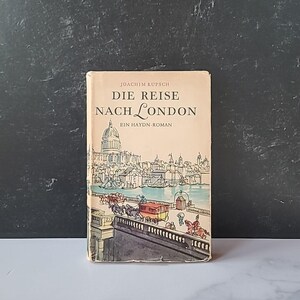 JOACHIM KUPSCH
DIE REISE
NACH LONDON
EIN HAYDN-ROMAN